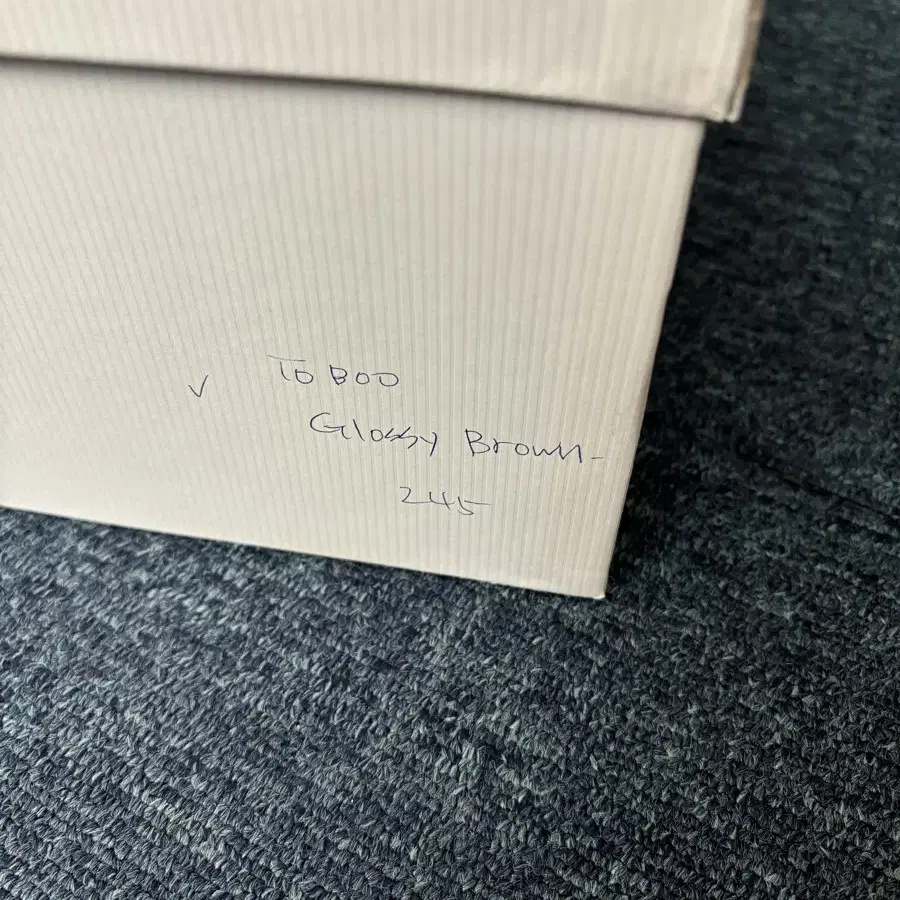 ✓ TO BOO
Glossy Brown-
245